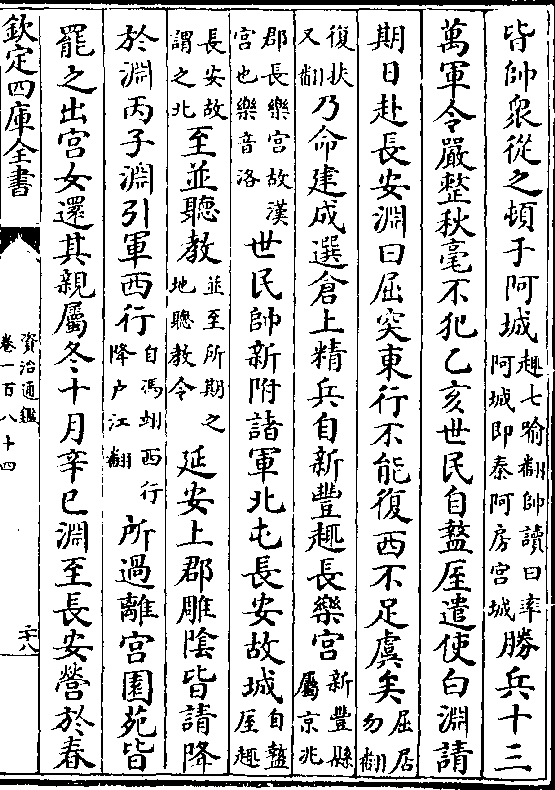 皆帥衆從之頓于阿城趣七喻翻帥讀曰率阿城即秦阿房宫城勝兵十三
萬軍令嚴整秋毫不犯乙亥世民自盩厔遣使白淵請
期日赴長安淵曰屈突東行不能復西不足虞矣屈居勿翻
復扶又翻乃命建成選倉上精兵自新豐趣長樂宫新豐縣屬京兆
郡長樂宫故漢宫也樂音洛世民帥新附諸軍北屯長安故城自盩厔趣
長安故謂之北至並聽教並至所期之地聽教令延安上郡雕隂皆請降
於淵丙子淵引軍西行自馮翊西行降户江翻所過離宫園苑皆
罷之出宫女還其親屬冬十月辛巳淵至長安營於春
欽定四庫全書
資治通鑑
卷一百八十四
二十八